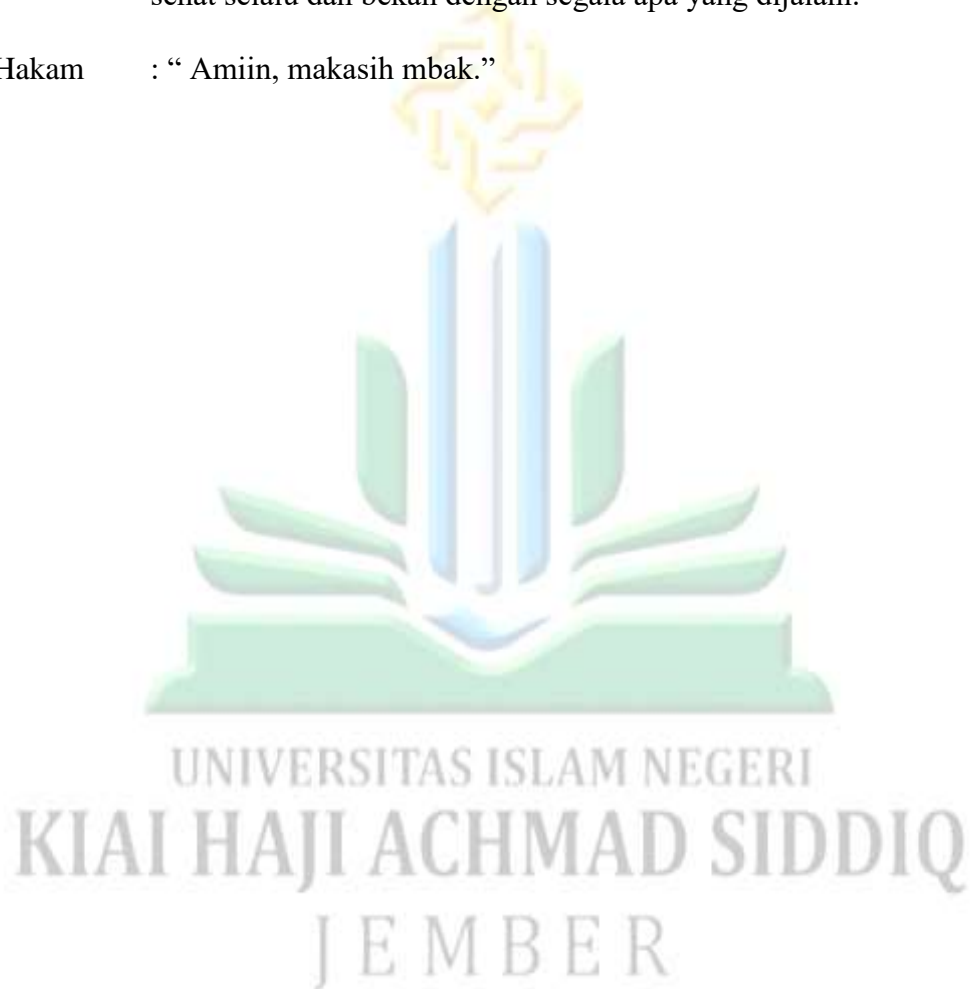 sehat selalu dan bekah dengan segala apa yang dijalani.
Hakam : “ Amiin, makasih mbak.”
UNIVERSITAS ISLAM NEGERI
KIAI HAJI ACHMAD SIDDIQ
JEMBER